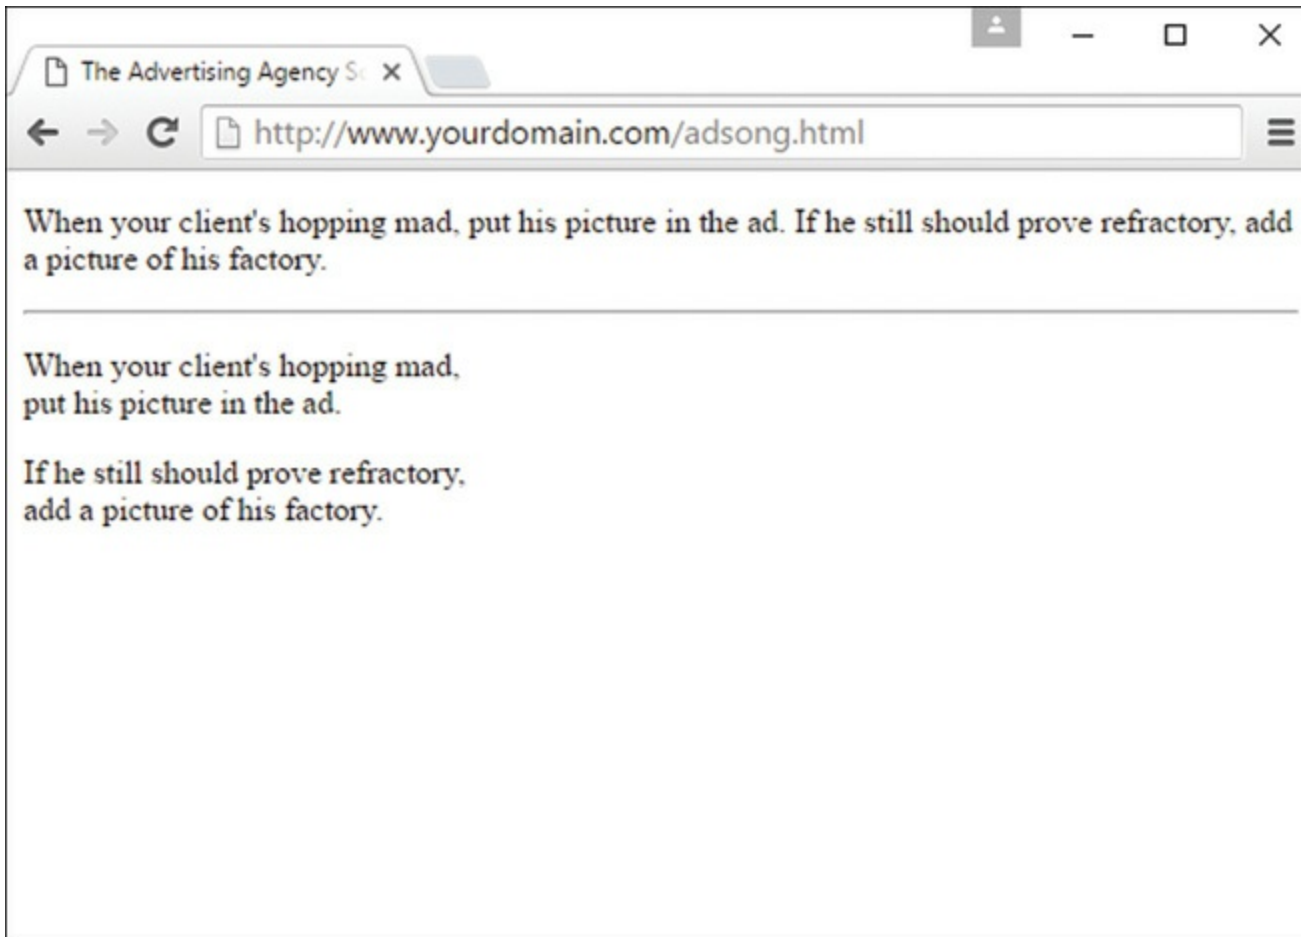 The Advertising Agency
http://www.yourdomain.com/adsong.html
When your client's hopping mad, put his picture in the ad. If he still should prove refractory, add
a picture of his factory.
When your client's hopping mad,
put his picture in the ad.
If he still should prove refractory,
add a picture of his factory.